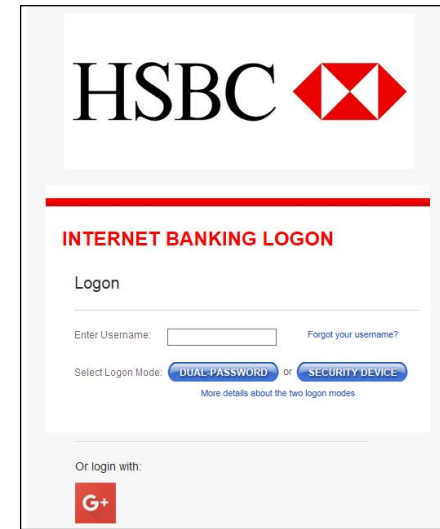 HSBC
INTERNET BANKING LOGON
Logon
Enter Username: Forgot your username?
Select Logon Mode: DUAL-PASSWORD or SECURITY DEVICE
More details about the two logon modes
Or login with:
G+